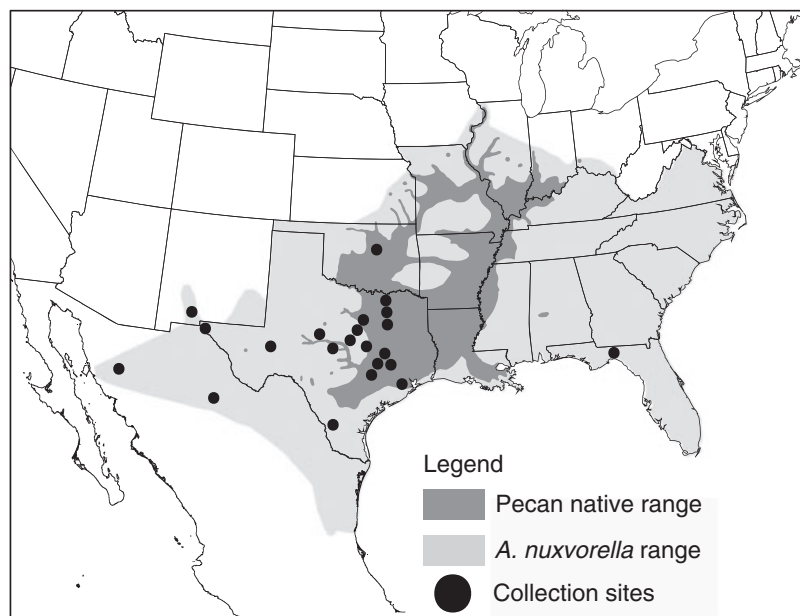 Legend
Pecan native range
A. nuxvorella range
Collection sites